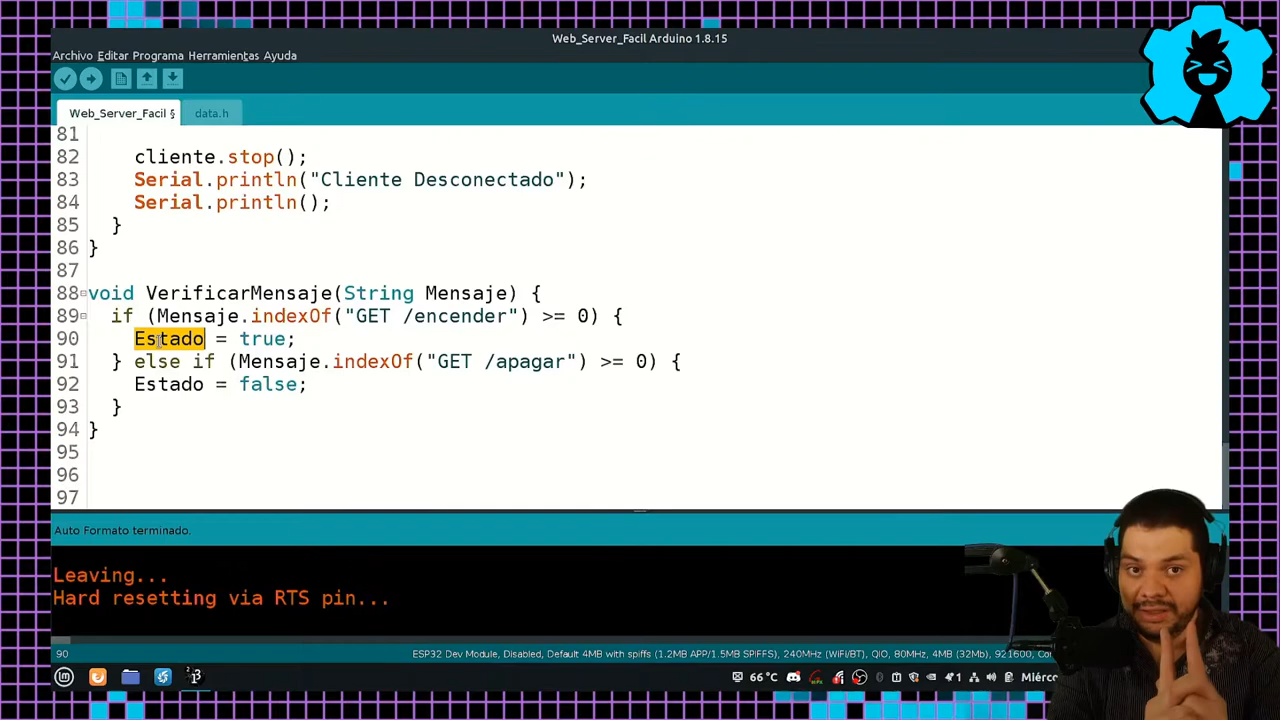 Web_Server_Facil Arduino 1.8.15
Archivo Editar Programa Herramientas Ayuda
Web_Server_Facil § data.h
81
82 cliente.stop();
83 Serial.println("Cliente Desconectado");
84 Serial.println();
85 }
86 }
87
88 void VerificarMensaje(String Mensaje) {
89 if (Mensaje.indexOf("GET /encender") >= 0) {
90 Estado = true;
91 } else if (Mensaje.indexOf("GET /apagar") >= 0) {
92 Estado = false;
93 }
94 }
95
96
97
Auto Formato terminado.
Leaving...
Hard resetting via RTS pin...
90 ESP32 Dev Module, Disabled, Default 4MB with spiffs (1.2MB APP/1.5MB SPIFFS), 240MHz (WiFi/BT), QIO, 80MHz, 4MB (32Mb), 921600,
66 °C 1 Miérco